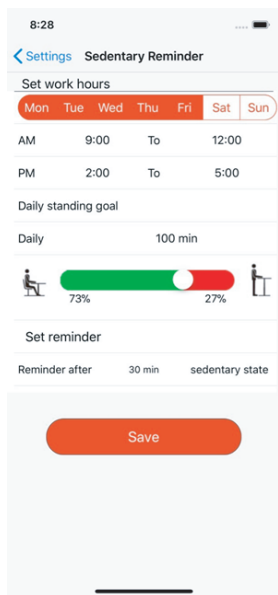 8:28
Settings Sedentary Reminder
Set work hours
Mon Tue Wed Thu Fri Sat Sun
AM 9:00 To 12:00
PM 2:00 To 5:00
Daily standing goal
Daily 100 min
73% 27%
Set reminder
Reminder after 30 min sedentary state
Save